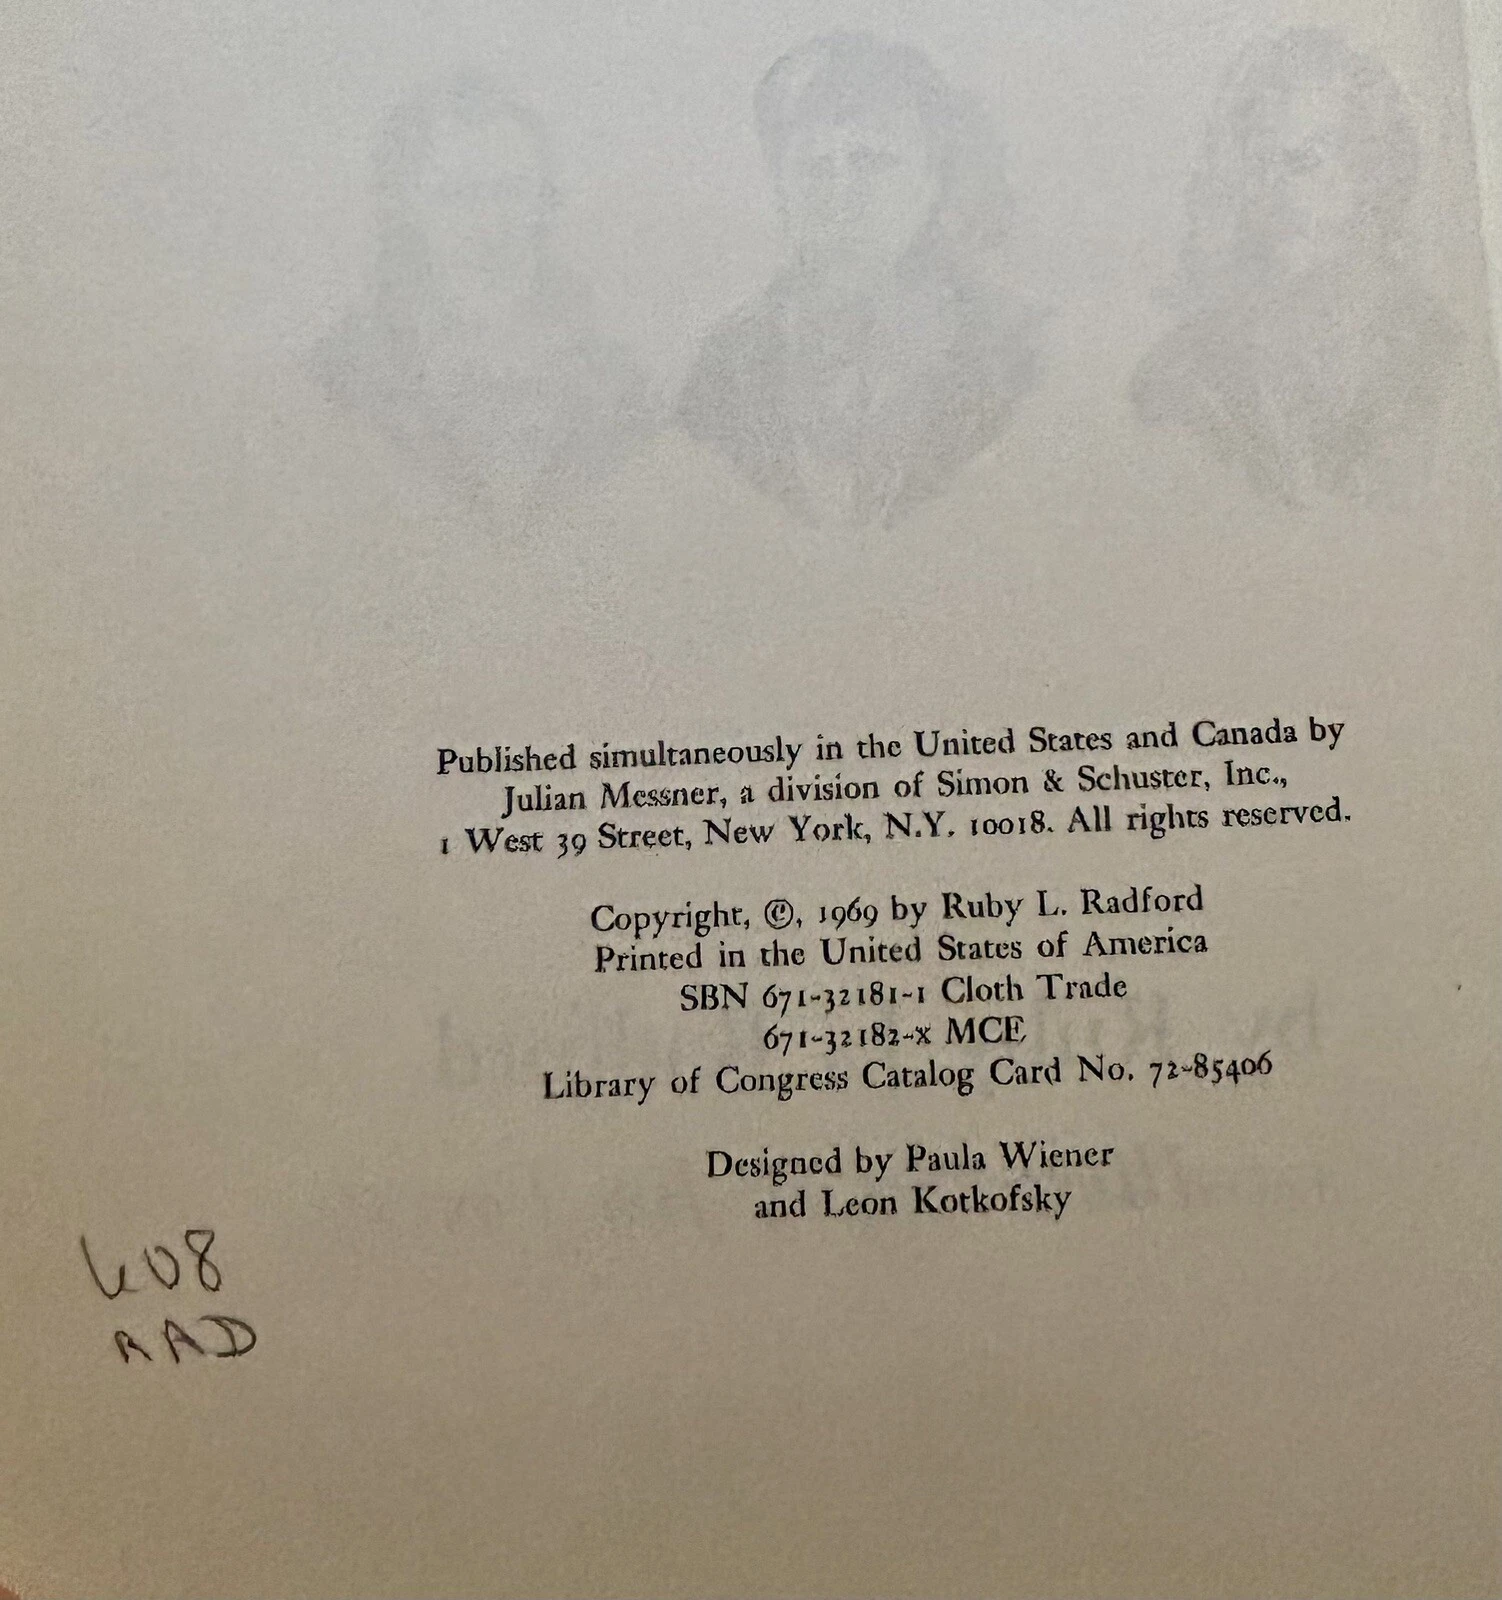 Published simultaneously in the United States and Canada by
Julian Messner, a division of Simon & Schuster, Inc.,
1 West 39 Street, New York, N.Y. 10018. All rights reserved.
Copyright, ©, 1969 by Ruby L. Radford
Printed in the United States of America
SBN 671-32181-1 Cloth Trade
671-32182-x MCE
Library of Congress Catalog Card No. 72-85406
Designed by Paula Wiener
and Leon Kotkofsky
608
RAD